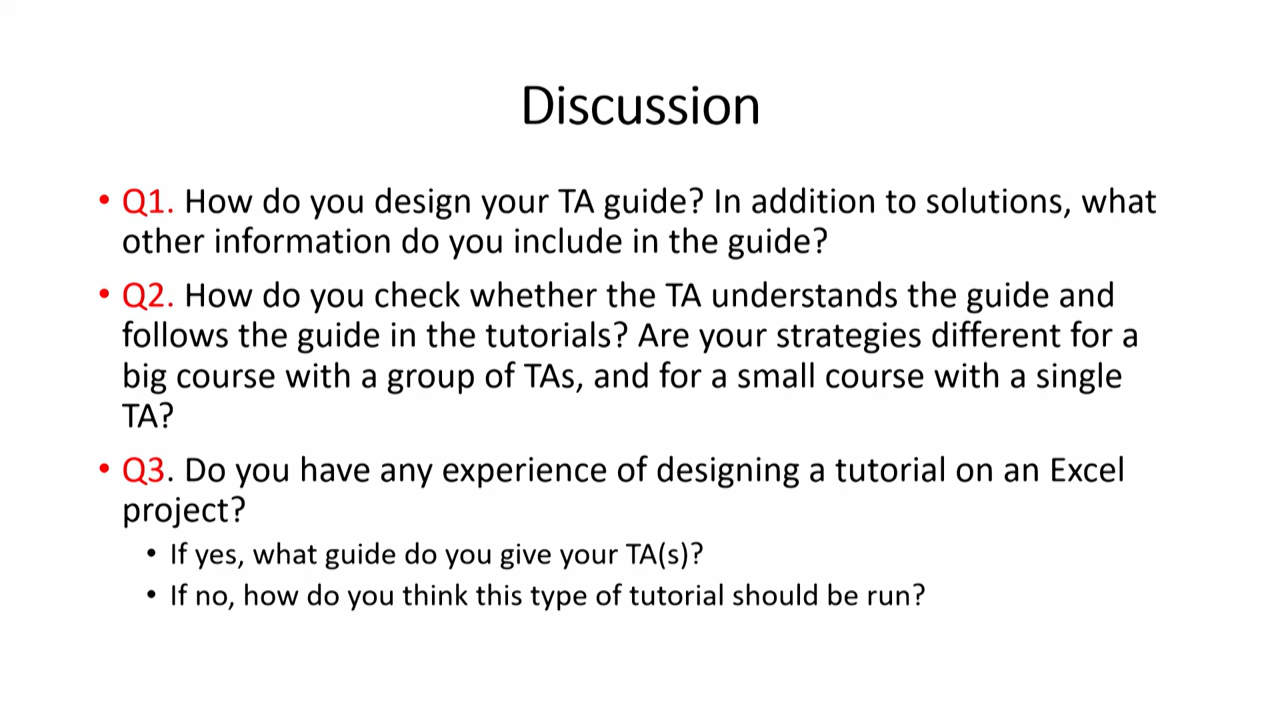 Discussion
• Q1. How do you design your TA guide? In addition to solutions, what
other information do you include in the guide?
• Q2. How do you check whether the TA understands the guide and
follows the guide in the tutorials? Are your strategies different for a
big course with a group of TAs, and for a small course with a single
TA?
• Q3. Do you have any experience of designing a tutorial on an Excel
project?
• If yes, what guide do you give your TA(s)?
• If no, how do you think this type of tutorial should be run?